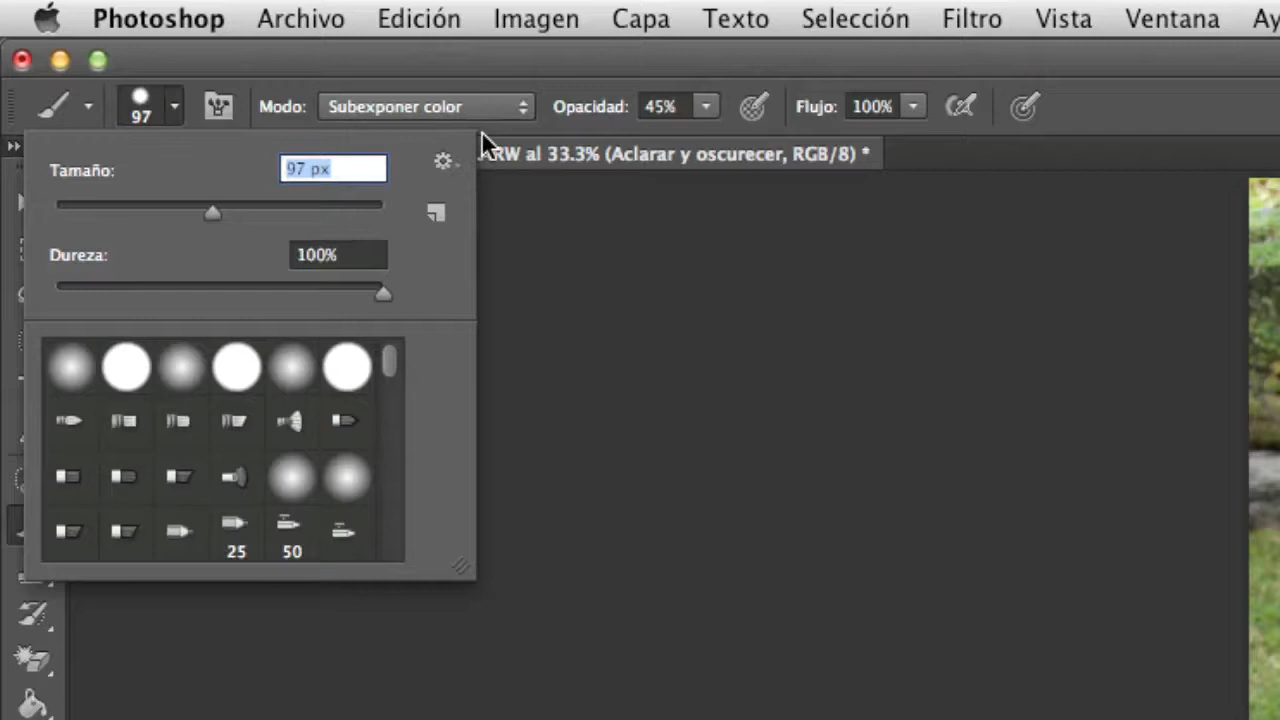 Photoshop Archivo Edición Imagen Capa Texto Selección Filtro Vista Ventana Ay
97 Modo: Subexponer color Opacidad: 45% Flujo: 100%
ARW al 33.3% (Aclarar y oscurecer, RGB/8) *
Tamaño: 97 px
Dureza: 100%
25 50